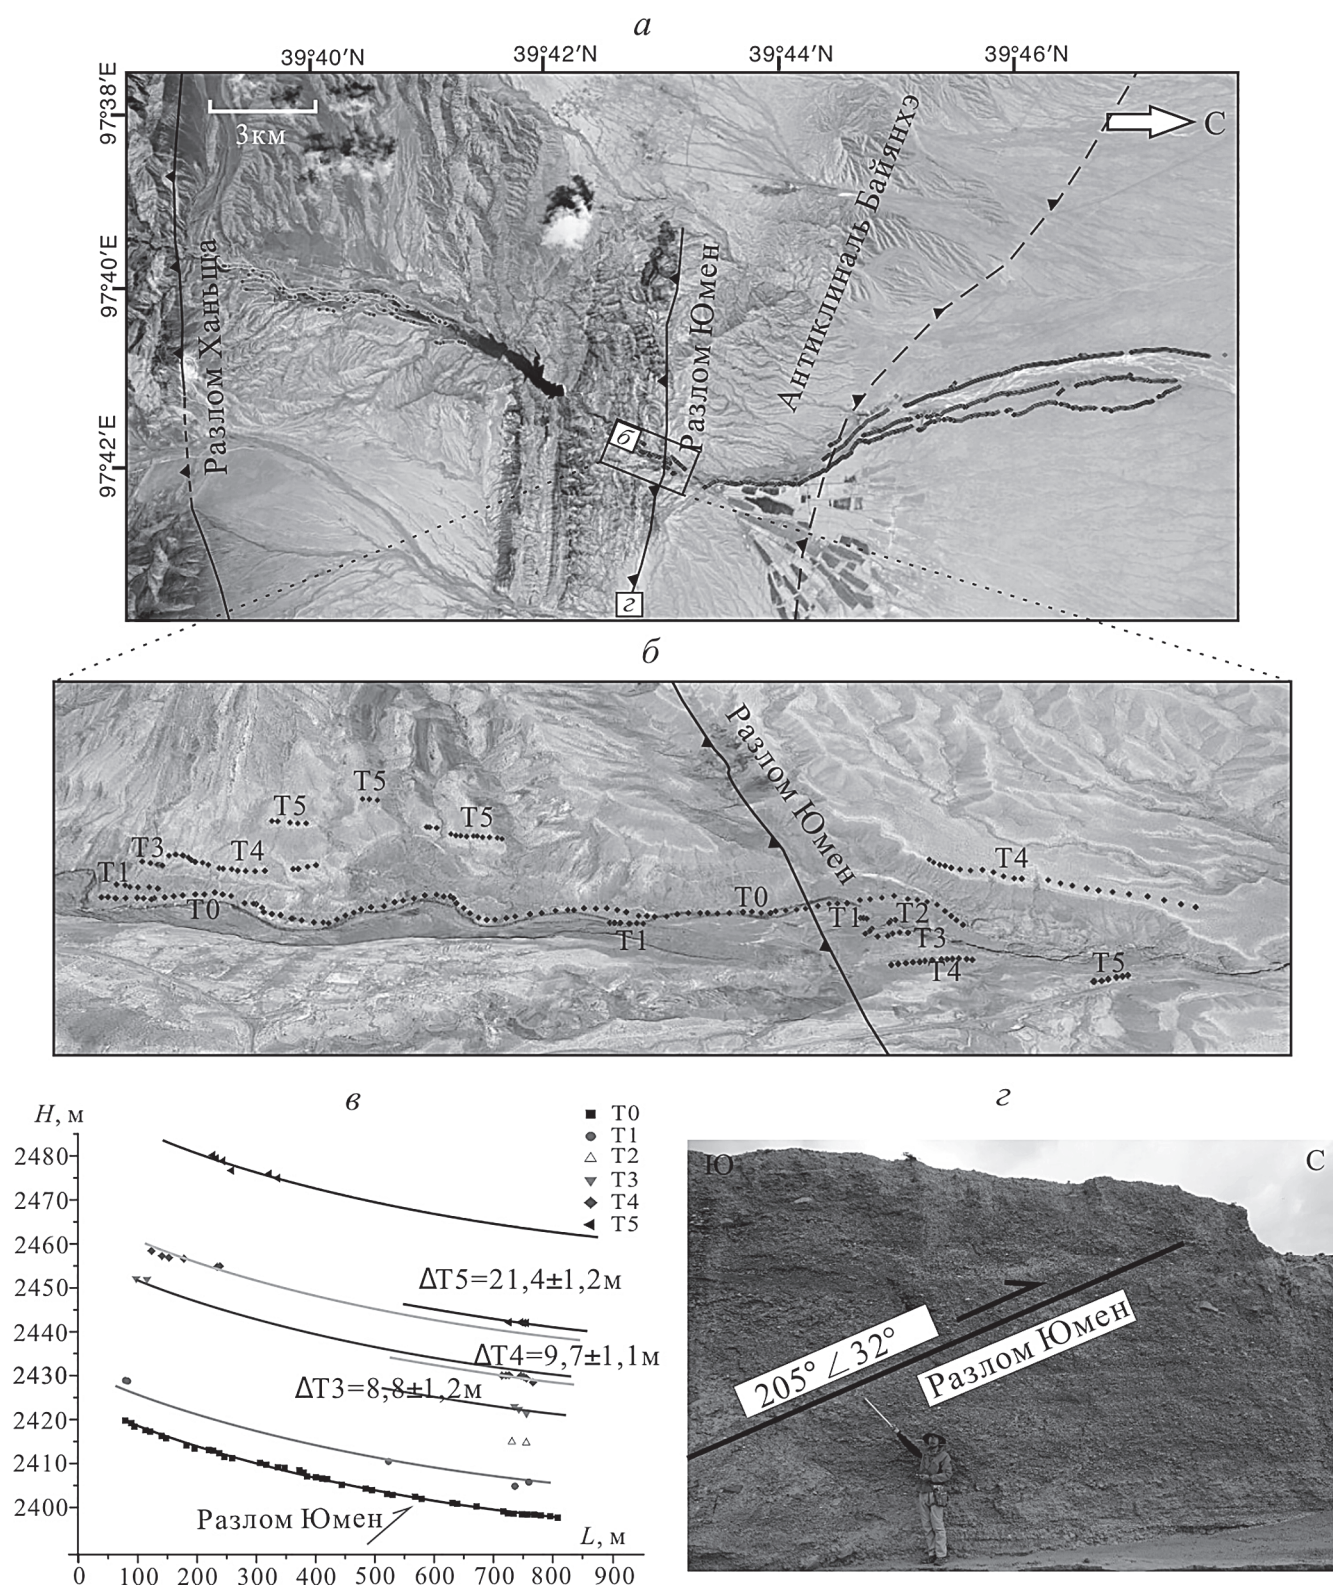 а
39°40′N 39°42′N 39°44′N 39°46′N
97°38′E
97°40′E
97°42′E
3км
С
Разлом Ханьща
Разлом Юмен
Антиклиналь Байянхэ
б
г
б
Разлом Юмен
T5
T5
T5
T3
T4
T4
T1
T0
T0
T1
T1
T2
T3
T4
T5
в
H, м
2480
2470
2460
2450
2440
2430
2420
2410
2400
T0
T1
T2
T3
T4
T5
ΔT5=21,4±1,2м
ΔT4=9,7±1,1м
ΔT3=8,8±1,2м
Разлом Юмен
L, м
0 100 200 300 400 500 600 700 800 900
г
Ю
С
205°∠32°
Разлом Юмен